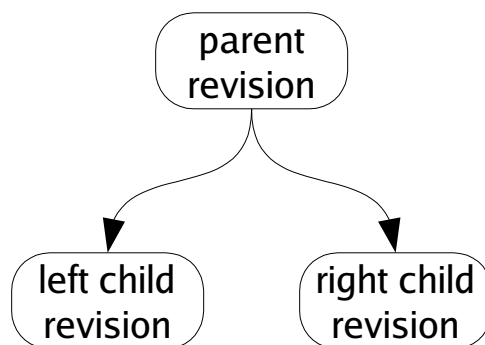 parent
revision
left child
revision
right child
revision